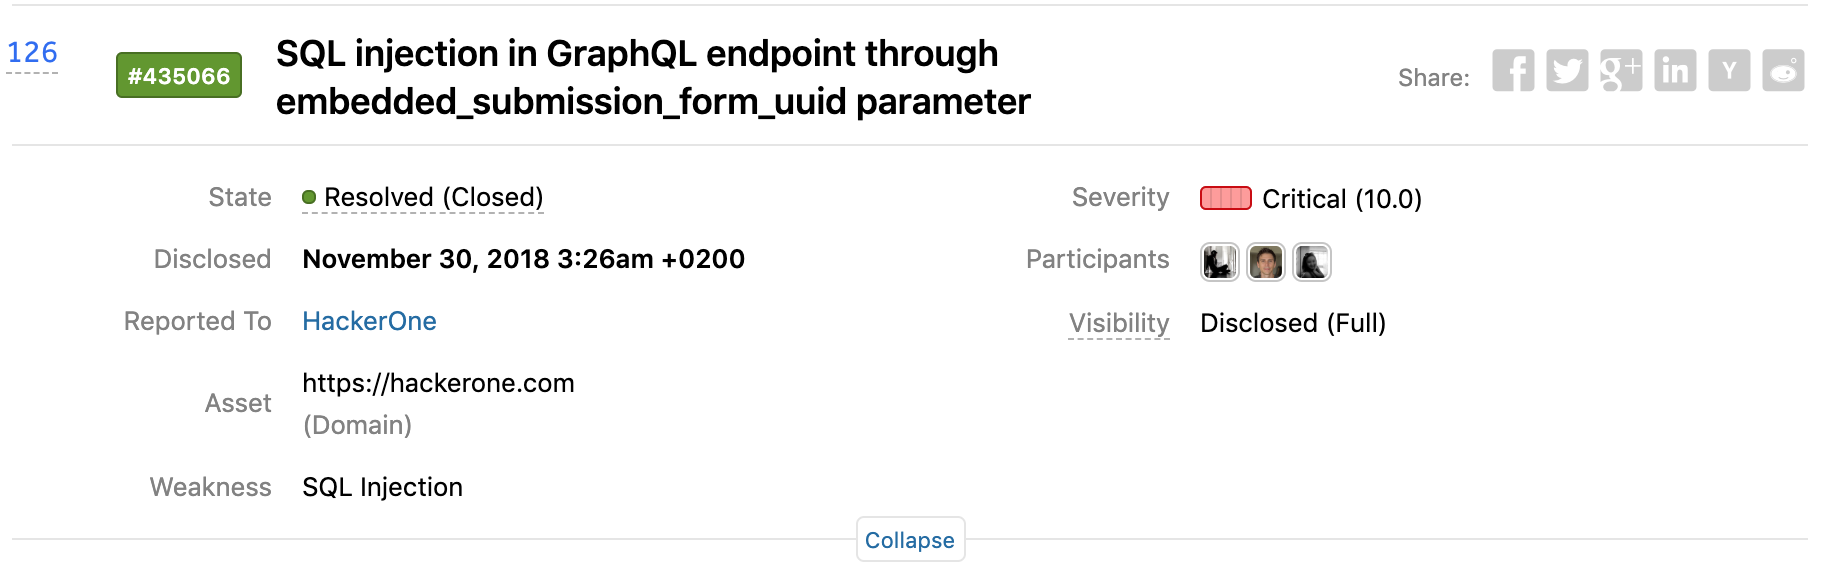 126
#435066
SQL injection in GraphQL endpoint through
embedded_submission_form_uuid parameter
Share:
f
g+
in
Y
State Resolved (Closed)
Severity Critical (10.0)
Disclosed November 30, 2018 3:26am +0200
Participants
Reported To HackerOne
Visibility Disclosed (Full)
Asset https://hackerone.com
(Domain)
Weakness SQL Injection
Collapse